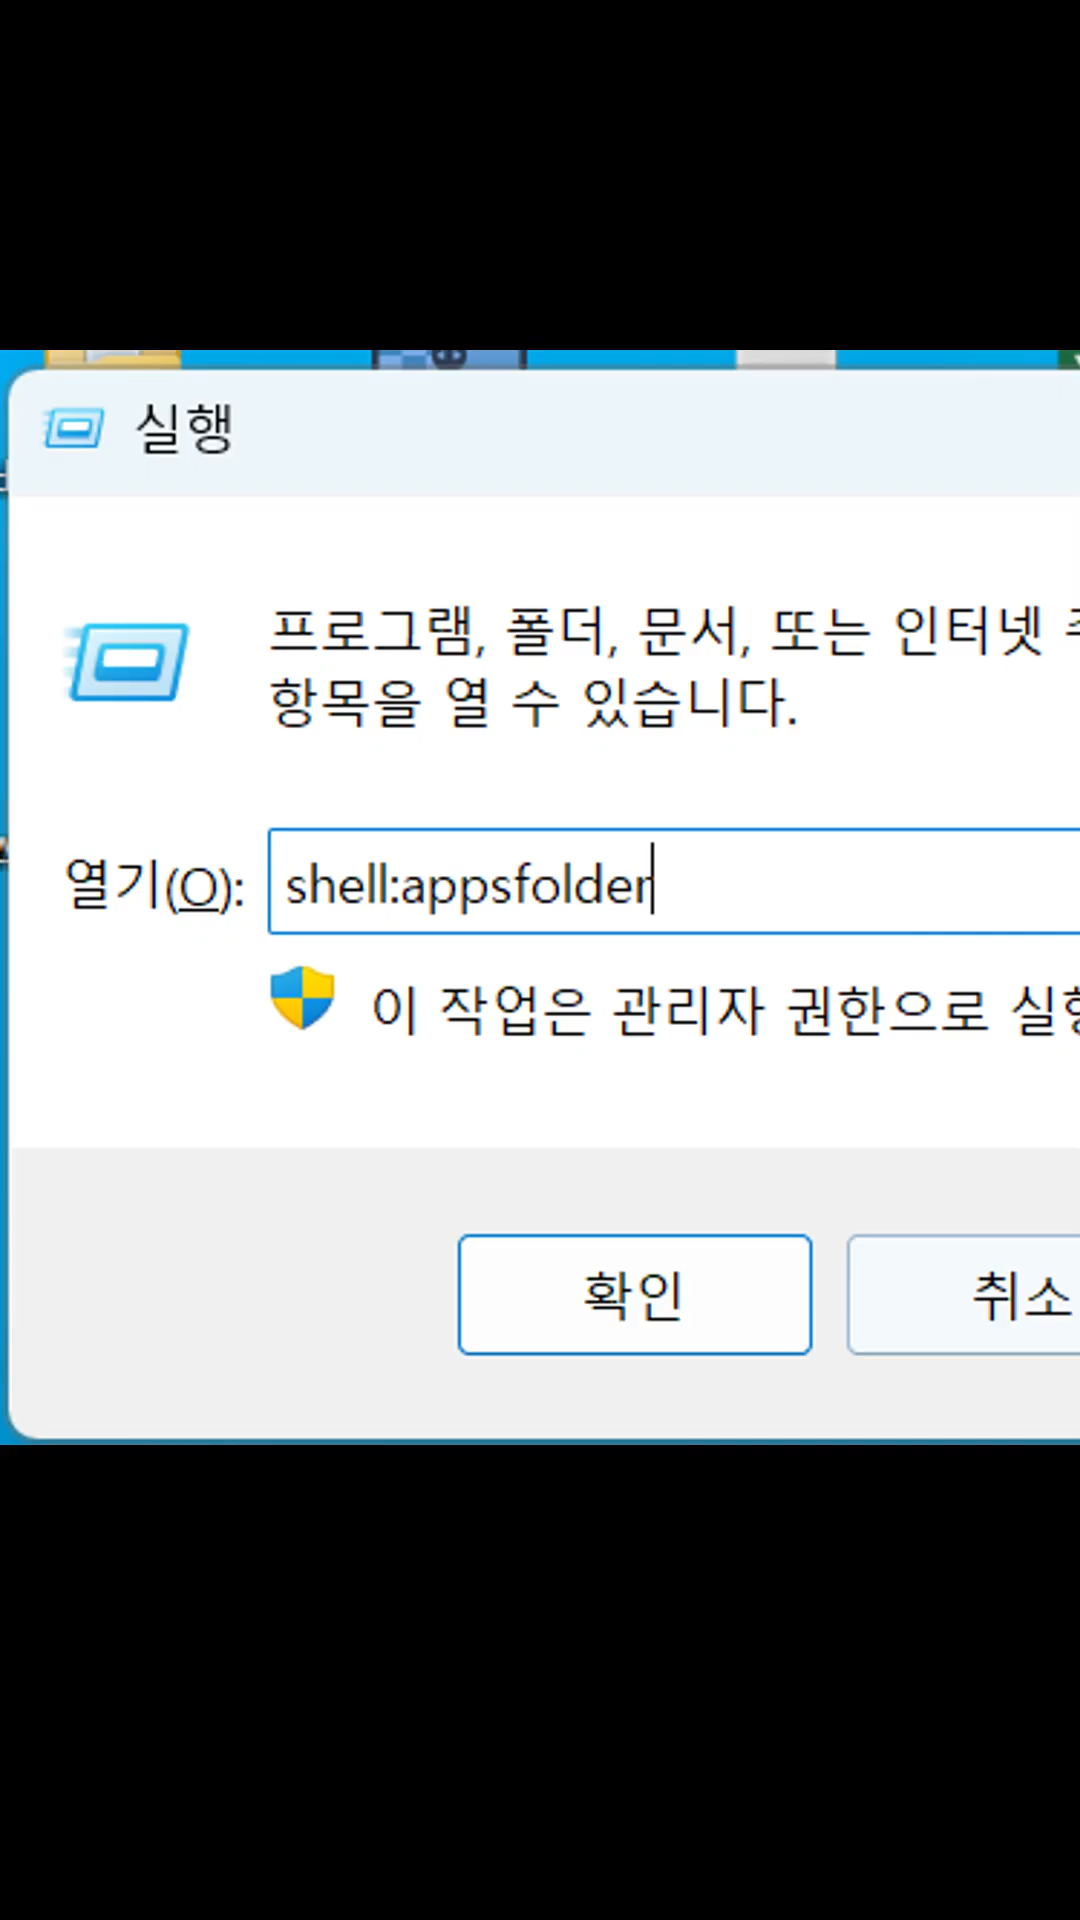 실행
프로그램, 폴더, 문서, 또는 인터넷
항목을 열 수 있습니다.
열기(O):
shell:appsfolder
이 작업은 관리자 권한으로
확인
취소